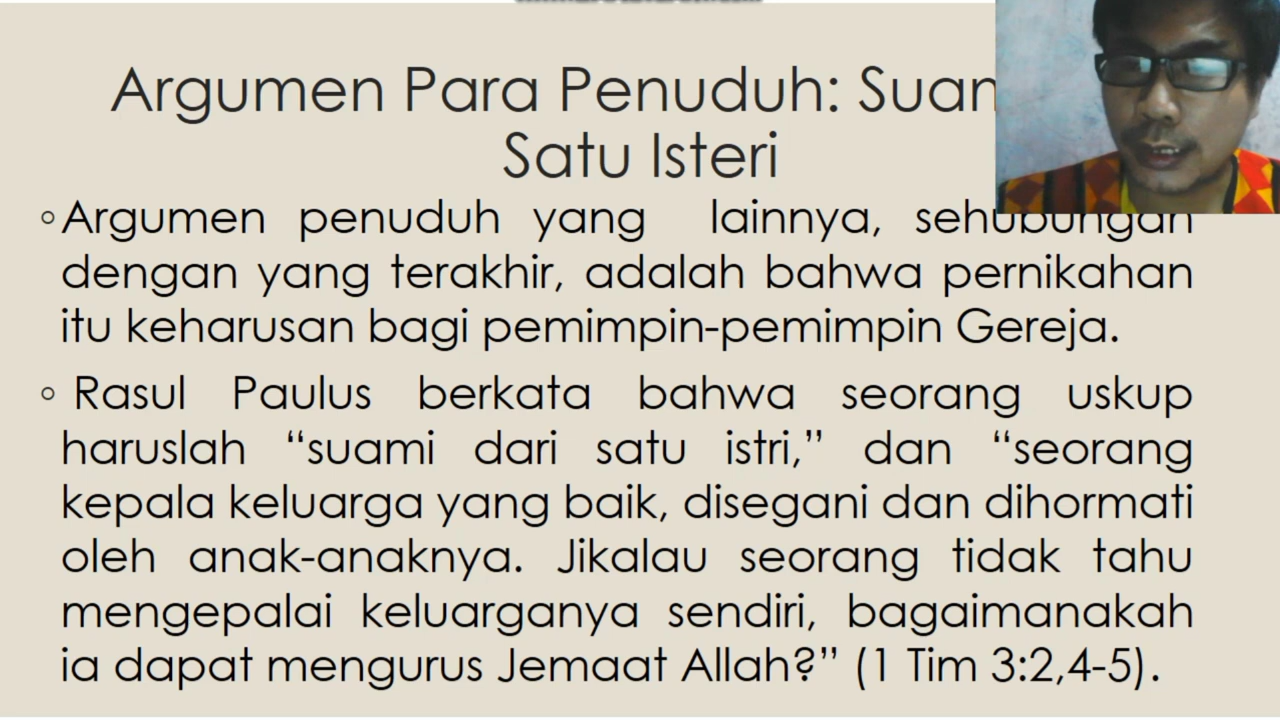 Argumen Para Penuduh:
Satu Isteri
◦Argumen penuduh yang lainnya, sehubungan
dengan yang terakhir, adalah bahwa pernikahan
itu keharusan bagi pemimpin-pemimpin Gereja.
◦ Rasul Paulus berkata bahwa seorang uskup
haruslah “suami dari satu istri,” dan “seorang
kepala keluarga yang baik, disegani dan dihormati
oleh anak-anaknya. Jikalau seorang tidak tahu
mengepalai keluarganya sendiri, bagaimanakah
ia dapat mengurus Jemaat Allah?” (1 Tim 3:2,4-5).